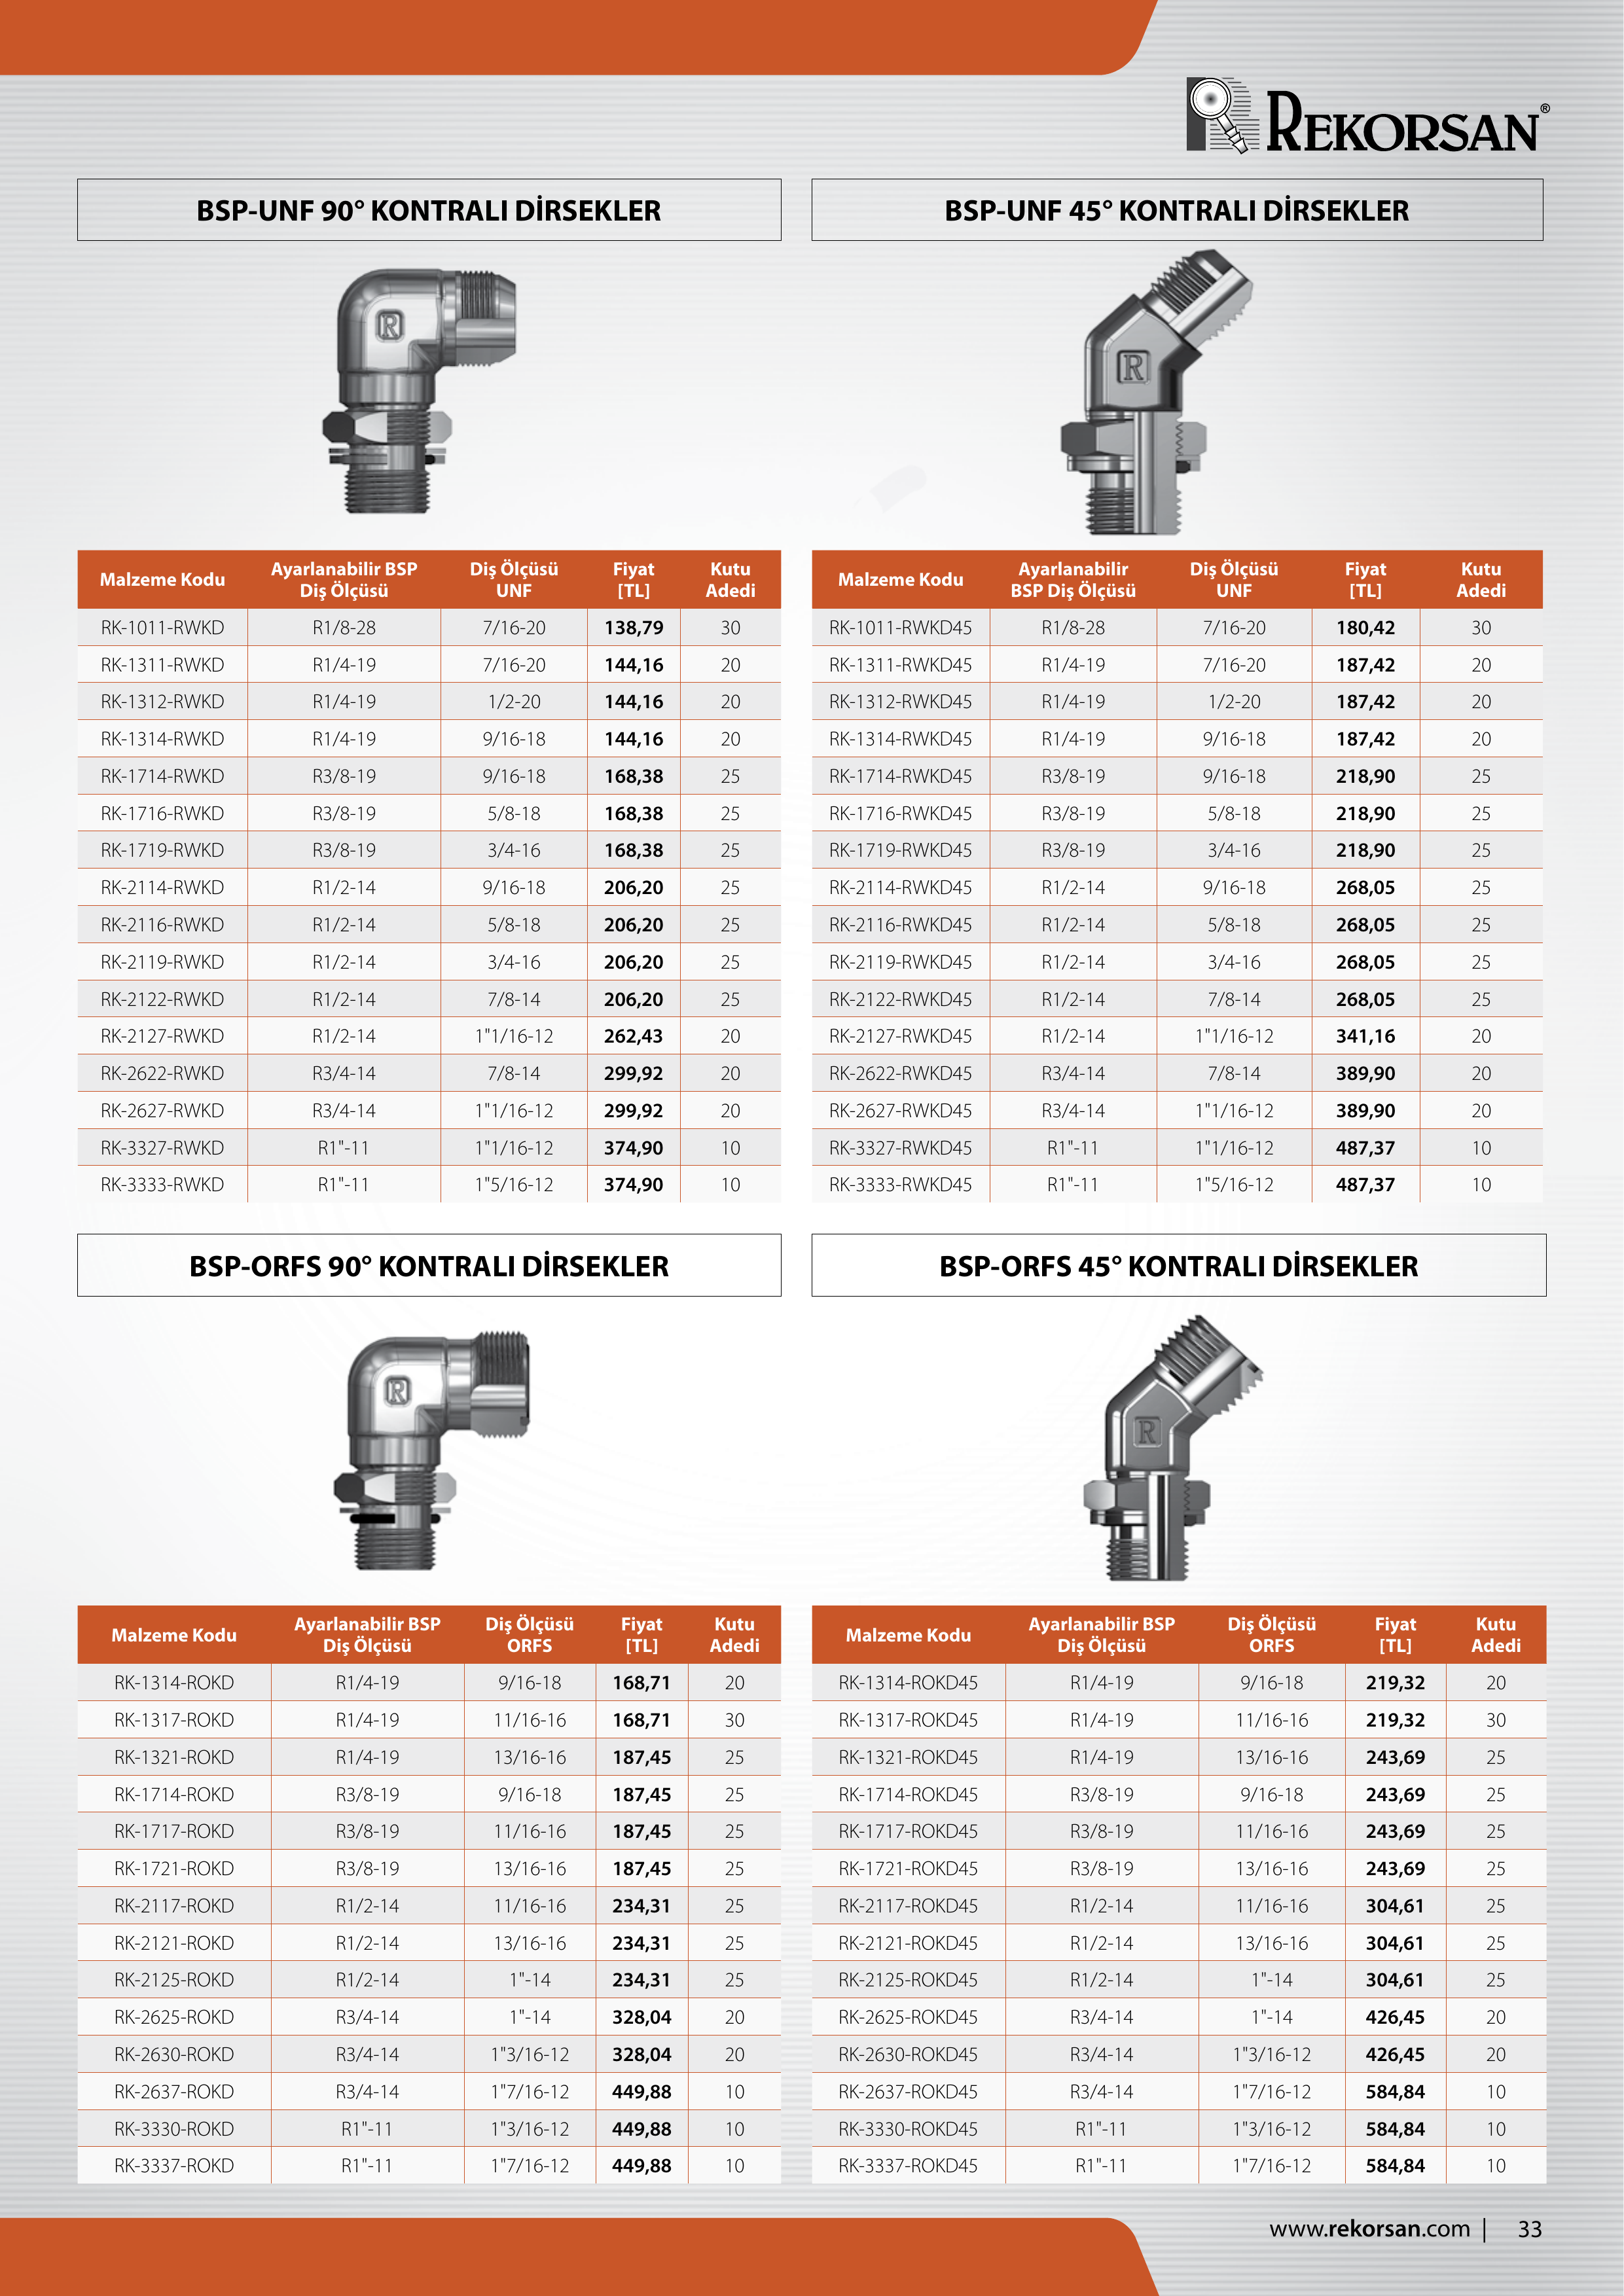 REKORSAN®
BSP-UNF 90° KONTRALI DİRSEKLER
R
Malzeme Kodu | Ayarlanabilir BSP Diş Ölçüsü | Diş Ölçüsü UNF | Fiyat [TL] | Kutu Adedi
RK-1011-RWKD R1/8-28 7/16-20 138,79 30
RK-1311-RWKD R1/4-19 7/16-20 144,16 20
RK-1312-RWKD R1/4-19 1/2-20 144,16 20
RK-1314-RWKD R1/4-19 9/16-18 144,16 20
RK-1714-RWKD R3/8-19 9/16-18 168,38 25
RK-1716-RWKD R3/8-19 5/8-18 168,38 25
RK-1719-RWKD R3/8-19 3/4-16 168,38 25
RK-2114-RWKD R1/2-14 9/16-18 206,20 25
RK-2116-RWKD R1/2-14 5/8-18 206,20 25
RK-2119-RWKD R1/2-14 3/4-16 206,20 25
RK-2122-RWKD R1/2-14 7/8-14 206,20 25
RK-2127-RWKD R1/2-14 1"1/16-12 262,43 20
RK-2622-RWKD R3/4-14 7/8-14 299,92 20
RK-2627-RWKD R3/4-14 1"1/16-12 299,92 20
RK-3327-RWKD R1"-11 1"1/16-12 374,90 10
RK-3333-RWKD R1"-11 1"5/16-12 374,90 10
BSP-UNF 45° KONTRALI DİRSEKLER
R
Malzeme Kodu | Ayarlanabilir BSP Diş Ölçüsü | Diş Ölçüsü UNF | Fiyat [TL] | Kutu Adedi
RK-1011-RWKD45 R1/8-28 7/16-20 180,42 30
RK-1311-RWKD45 R1/4-19 7/16-20 187,42 20
RK-1312-RWKD45 R1/4-19 1/2-20 187,42 20
RK-1314-RWKD45 R1/4-19 9/16-18 187,42 20
RK-1714-RWKD45 R3/8-19 9/16-18 218,90 25
RK-1716-RWKD45 R3/8-19 5/8-18 218,90 25
RK-1719-RWKD45 R3/8-19 3/4-16 218,90 25
RK-2114-RWKD45 R1/2-14 9/16-18 268,05 25
RK-2116-RWKD45 R1/2-14 5/8-18 268,05 25
RK-2119-RWKD45 R1/2-14 3/4-16 268,05 25
RK-2122-RWKD45 R1/2-14 7/8-14 268,05 25
RK-2127-RWKD45 R1/2-14 1"1/16-12 341,16 20
RK-2622-RWKD45 R3/4-14 7/8-14 389,90 20
RK-2627-RWKD45 R3/4-14 1"1/16-12 389,90 20
RK-3327-RWKD45 R1"-11 1"1/16-12 487,37 10
RK-3333-RWKD45 R1"-11 1"5/16-12 487,37 10
BSP-ORFS 90° KONTRALI DİRSEKLER
R
Malzeme Kodu | Ayarlanabilir BSP Diş Ölçüsü | Diş Ölçüsü ORFS | Fiyat [TL] | Kutu Adedi
RK-1314-ROKD R1/4-19 9/16-18 168,71 20
RK-1317-ROKD R1/4-19 11/16-16 168,71 30
RK-1321-ROKD R1/4-19 13/16-16 187,45 25
RK-1714-ROKD R3/8-19 9/16-18 187,45 25
RK-1717-ROKD R3/8-19 11/16-16 187,45 25
RK-1721-ROKD R3/8-19 13/16-16 187,45 25
RK-2117-ROKD R1/2-14 11/16-16 234,31 25
RK-2121-ROKD R1/2-14 13/16-16 234,31 25
RK-2125-ROKD R1/2-14 1"-14 234,31 25
RK-2625-ROKD R3/4-14 1"-14 328,04 20
RK-2630-ROKD R3/4-14 1"3/16-12 328,04 20
RK-2637-ROKD R3/4-14 1"7/16-12 449,88 10
RK-3330-ROKD R1"-11 1"3/16-12 449,88 10
RK-3337-ROKD R1"-11 1"7/16-12 449,88 10
BSP-ORFS 45° KONTRALI DİRSEKLER
R
Malzeme Kodu | Ayarlanabilir BSP Diş Ölçüsü | Diş Ölçüsü ORFS | Fiyat [TL] | Kutu Adedi
RK-1314-ROKD45 R1/4-19 9/16-18 219,32 20
RK-1317-ROKD45 R1/4-19 11/16-16 219,32 30
RK-1321-ROKD45 R1/4-19 13/16-16 243,69 25
RK-1714-ROKD45 R3/8-19 9/16-18 243,69 25
RK-1717-ROKD45 R3/8-19 11/16-16 243,69 25
RK-1721-ROKD45 R3/8-19 13/16-16 243,69 25
RK-2117-ROKD45 R1/2-14 11/16-16 304,61 25
RK-2121-ROKD45 R1/2-14 13/16-16 304,61 25
RK-2125-ROKD45 R1/2-14 1"-14 304,61 25
RK-2625-ROKD45 R3/4-14 1"-14 426,45 20
RK-2630-ROKD45 R3/4-14 1"3/16-12 426,45 20
RK-2637-ROKD45 R3/4-14 1"7/16-12 584,84 10
RK-3330-ROKD45 R1"-11 1"3/16-12 584,84 10
RK-3337-ROKD45 R1"-11 1"7/16-12 584,84 10
www.rekorsan.com | 33